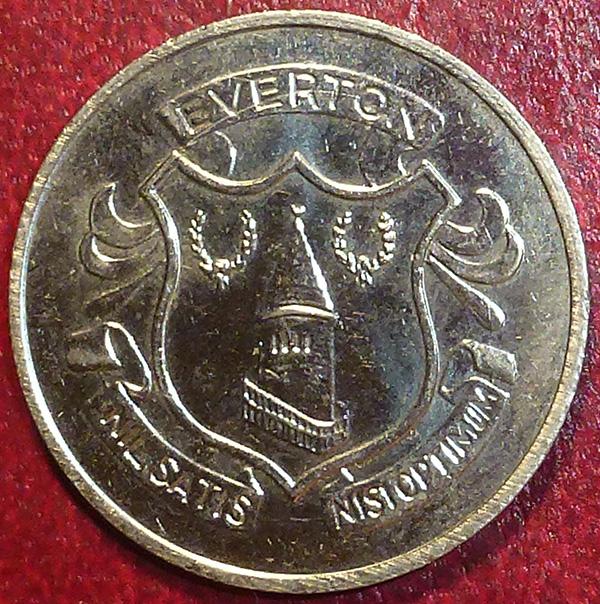 EVERTON
NIL SATIS
NISI OPTIMUM